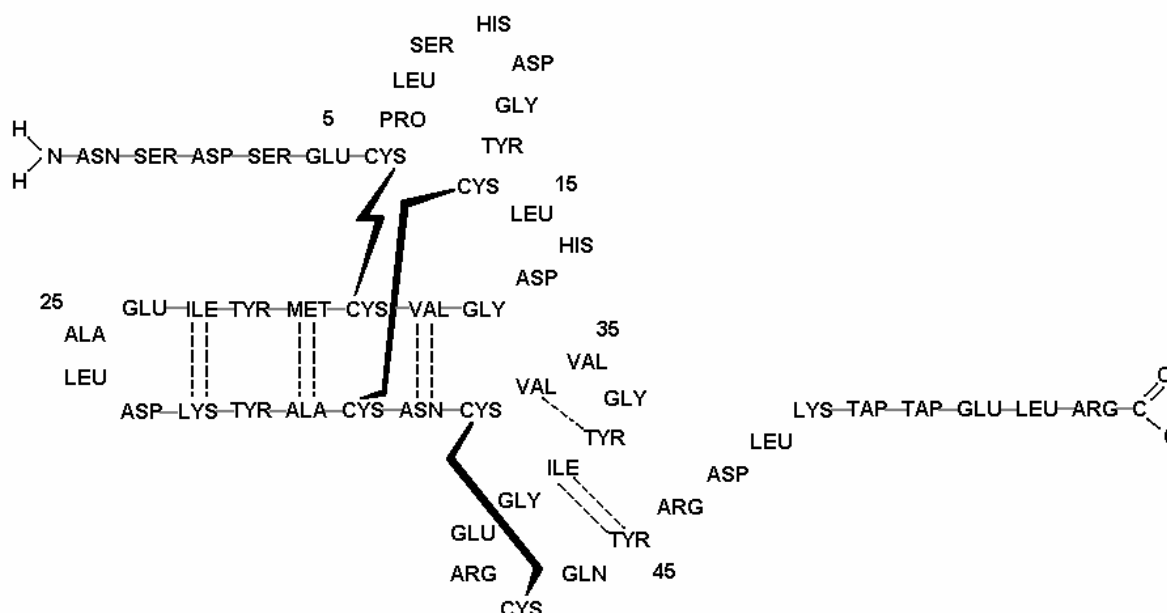 HIS
SER
ASP
LEU
GLY
5
PRO
TYR
H
N ASN SER ASP SER GLU CYS
H
CYS
15
LEU
HIS
ASP
25
GLU ILE TYR MET CYS VAL GLY
ALA
35
VAL
LEU
VAL
GLY
ASP LYS TYR ALA CYS ASN CYS
LYS TAP TAP GLU LEU ARG C
TYR
LEU
ILE
ASP
GLY
ARG
GLU
TYR
ARG
GLN
45
CYS